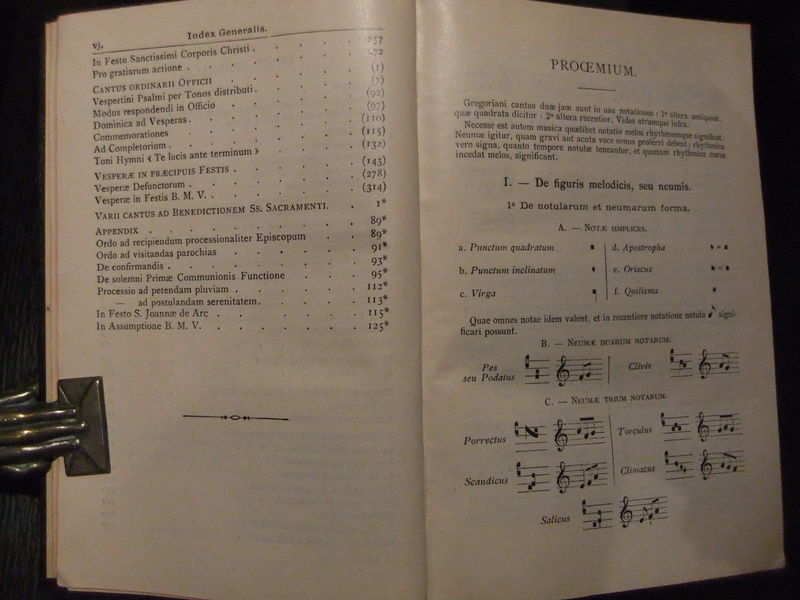 vj.
Index Generalis.
In Festo Sanctissimi Corporis Christi . . . . 257
Pro gratiarum actione . . . . . . 272
Cantus ordinarii Officii . . . . . (1)
Vespertini Psalmi per Tonos distributi . . . . (7)
Modus respondendi in Officio . . . . . (92)
Dominica ad Vesperas . . . . . . (97)
Commemorationes . . . . . . (110)
Ad Completorium . . . . . . (115)
Toni Hymni « Te lucis ante terminum » . . . . (132)
Vesperæ in præcipuis Festis . . . . . (143)
Vesperæ Defunctorum . . . . . . (278)
Vesperæ in Festis B. M. V. . . . . . (314)
Varii cantus ad Benedictionem Ss. Sacramenti. . . 1*
Appendix . . . . . . . 89*
Ordo ad recipiendum processionaliter Episcopum . . 89*
Ordo ad visitandas parochias . . . . . 91*
De confirmandis . . . . . . 93*
De solemni Primæ Communionis Functione . . . 95*
Processio ad petendam pluviam . . . . . 112*
— ad postulandam serenitatem . . . . 113*
In Festo S. Joannæ de Arc . . . . . 115*
In Assumptione B. M. V. . . . . . 125*
PROŒMIUM.
Gregoriani cantus duæ jam sunt in usu notationes : 1º altera antiquior,
quæ quadrata dicitur : 2º altera recentior. Vides utramque infra.
Necesse est autem musica quælibet notatio melos rhythmumque significet.
Neumæ igitur, quam gravi aut acuta voce sonus proferri debeat; rhythmica
vero signa, quanto tempore notulæ teneantur, et quonam rhythmico cursu
incedat melos, significant.
I. — De figuris melodicis, seu neumis.
1º De notularum et neumarum forma.
A. — Notæ simplices.
a. Punctum quadratum
d. Apostropha
b. Punctum inclinatum
e. Oriscus
c. Virga
f. Quilisma
Quæ omnes notae idem valent, et in recentiore notatione notula signi-
ficari possunt.
B. — Neumæ duarum notarum.
Pes
seu Podatus
Clivis
C. — Neumæ trium notarum.
Porrectus
Torculus
Scandicus
Climacus
Salicus